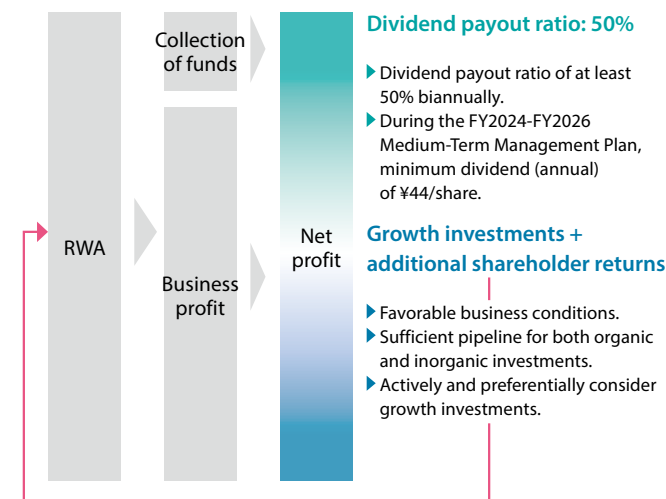 RWA
Collection
of funds
Business
profit
Net
profit
Dividend payout ratio: 50%
Dividend payout ratio of at least
50% biannually.
During the FY2024-FY2026
Medium-Term Management Plan,
minimum dividend (annual)
of ¥44/share.
Growth investments +
additional shareholder returns
Favorable business conditions.
Sufficient pipeline for both organic
and inorganic investments.
Actively and preferentially consider
growth investments.